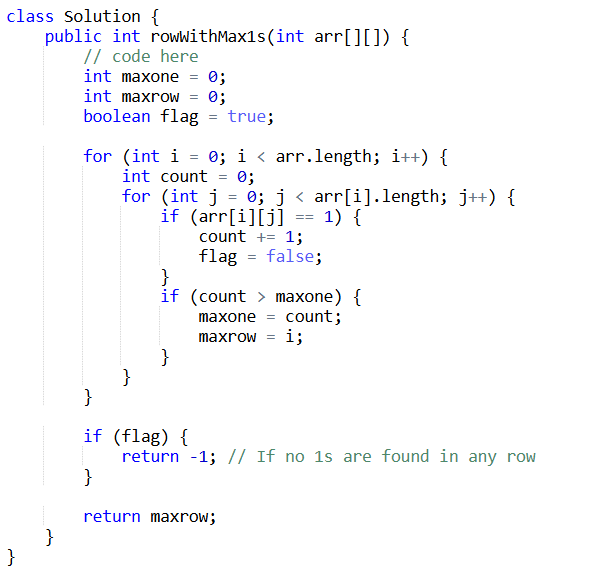 class Solution {
    public int rowWithMax1s(int arr[][]) {
        // code here
        int maxone = 0;
        int maxrow = 0;
        boolean flag = true;

        for (int i = 0; i < arr.length; i++) {
            int count = 0;
            for (int j = 0; j < arr[i].length; j++) {
                if (arr[i][j] == 1) {
                    count += 1;
                    flag = false;
                }
                if (count > maxone) {
                    maxone = count;
                    maxrow = i;
                }
            }
        }

        if (flag) {
            return -1; // If no 1s are found in any row
        }

        return maxrow;
    }
}